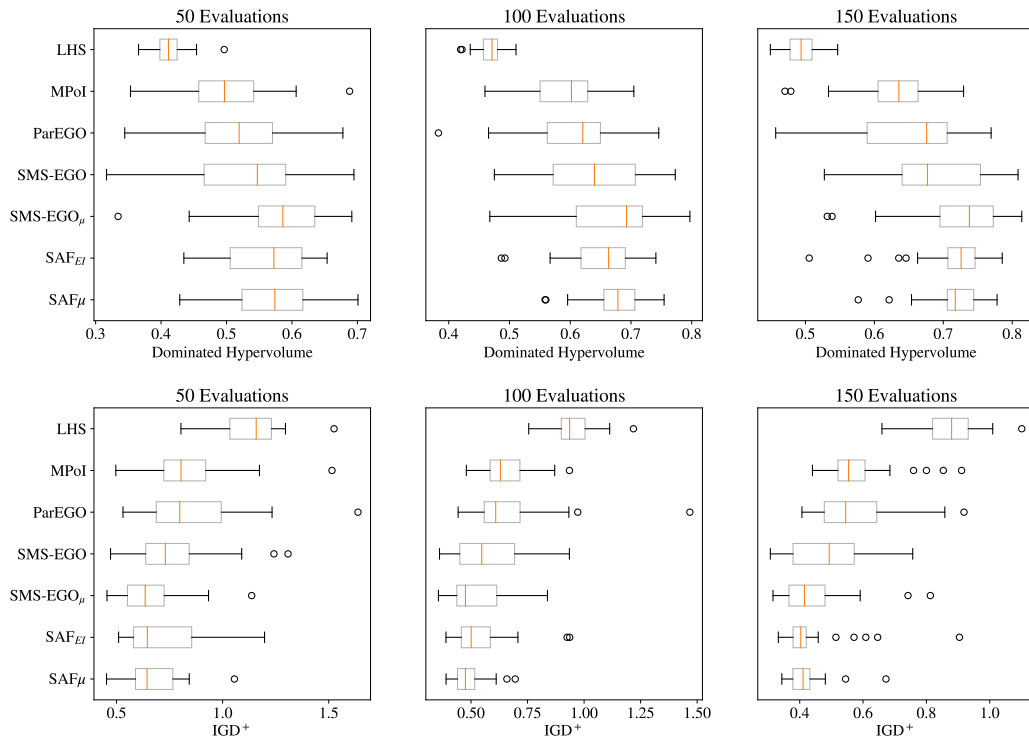 50 Evaluations
100 Evaluations
150 Evaluations
LHS
MPoI
ParEGO
SMS-EGO
SMS-EGOμ
SAF_EI
SAFμ
0.3 0.4 0.5 0.6 0.7
0.4 0.5 0.6 0.7 0.8
0.5 0.6 0.7 0.8
Dominated Hypervolume
Dominated Hypervolume
Dominated Hypervolume
50 Evaluations
100 Evaluations
150 Evaluations
LHS
MPoI
ParEGO
SMS-EGO
SMS-EGOμ
SAF_EI
SAFμ
0.5 1.0 1.5
0.50 0.75 1.00 1.25 1.50
0.4 0.6 0.8 1.0
IGD⁺
IGD⁺
IGD⁺